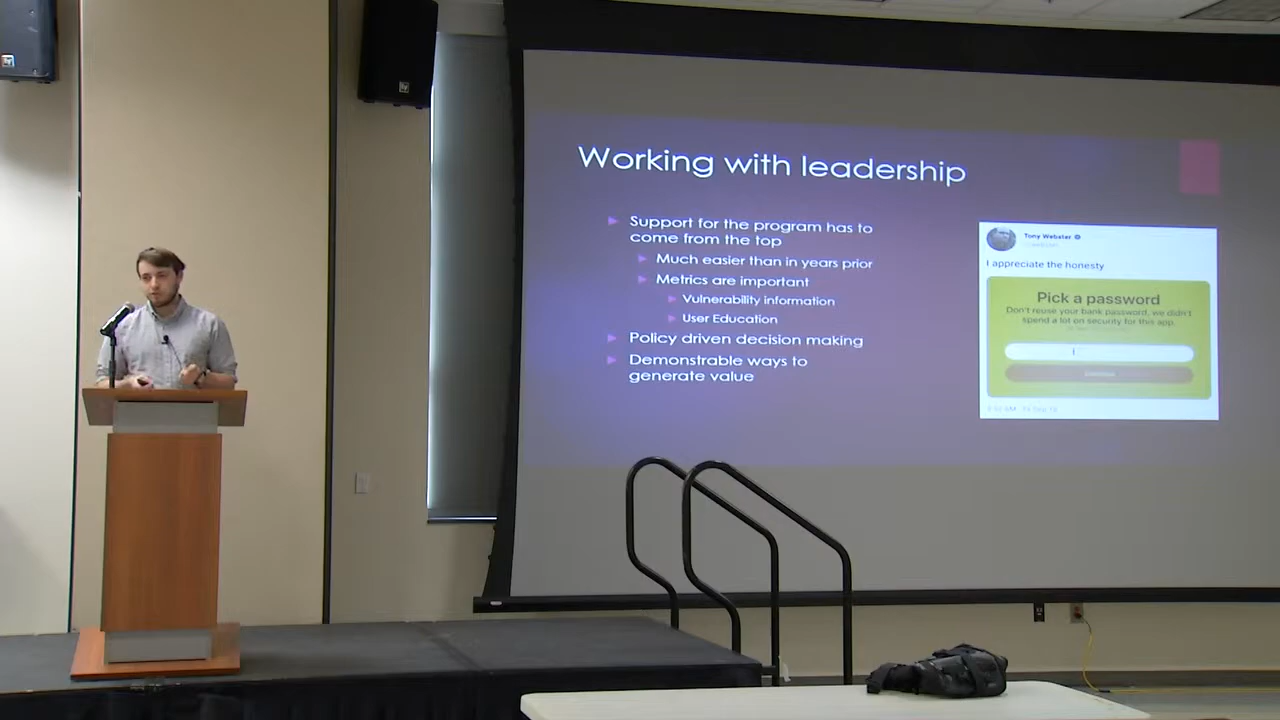 Working with leadership
Support for the program has to
come from the top
Much easier than in years prior
Metrics are important
Vulnerability information
User Education
Policy driven decision making
Demonstrable ways to
generate value
Tony Webster
I appreciate the honesty
Pick a password
Don't reuse your bank password, we didn't
spend a lot on security for this app.